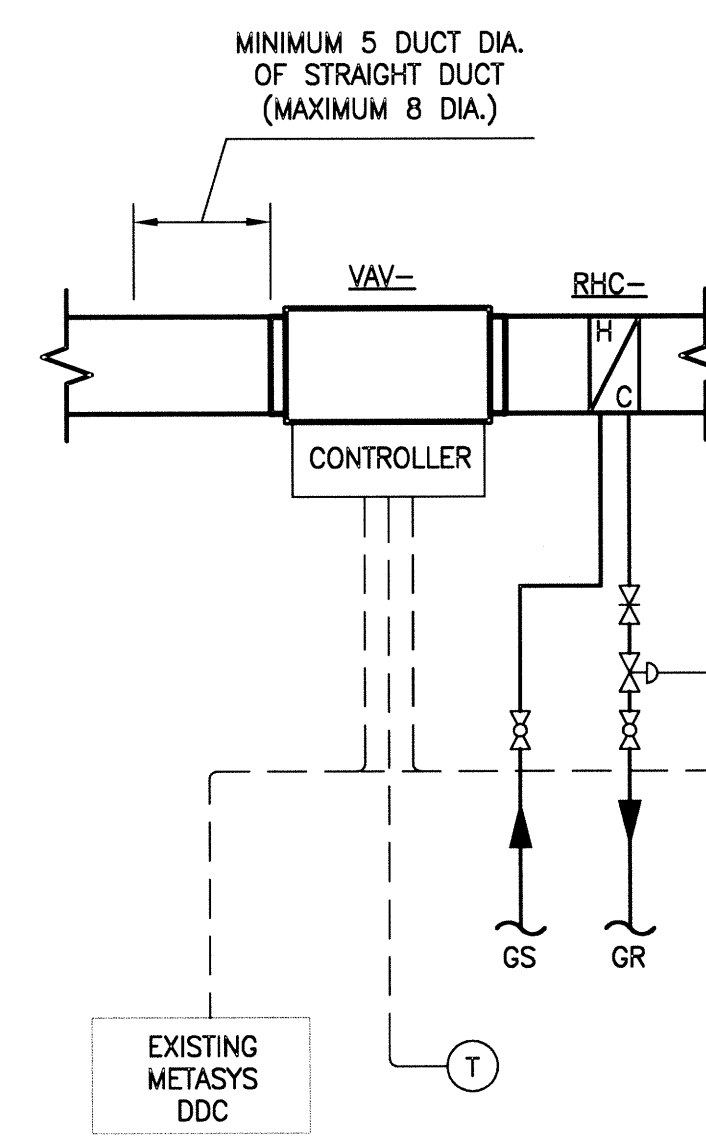 MINIMUM 5 DUCT DIA.
OF STRAIGHT DUCT
(MAXIMUM 8 DIA.)
VAV-
RHC-
H
C
CONTROLLER
GS
GR
EXISTING
METASYS
DDC
T